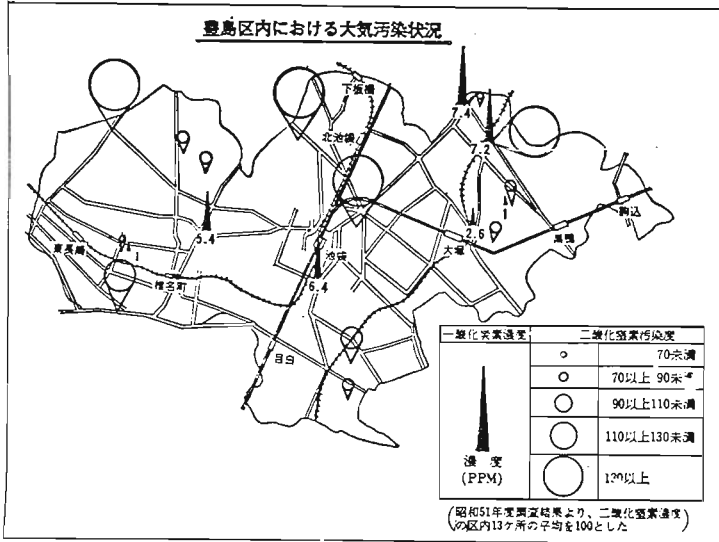 豊島区内における大気汚染状況
下板橋
北池袋
7.4
7.2
駒込
巣鴨
2.6
大塚
1
5.4
池袋
6.4
東長崎
1
椎名町
目白
一酸化炭素濃度
二酸化窒素汚染度
70未満
70以上 90未
90以上110未満
110以上130未満
130以上
濃度
(PPM)
(昭和51年度調査結果より、二酸化窒素濃度
の区内13ケ所の平均を100とした)